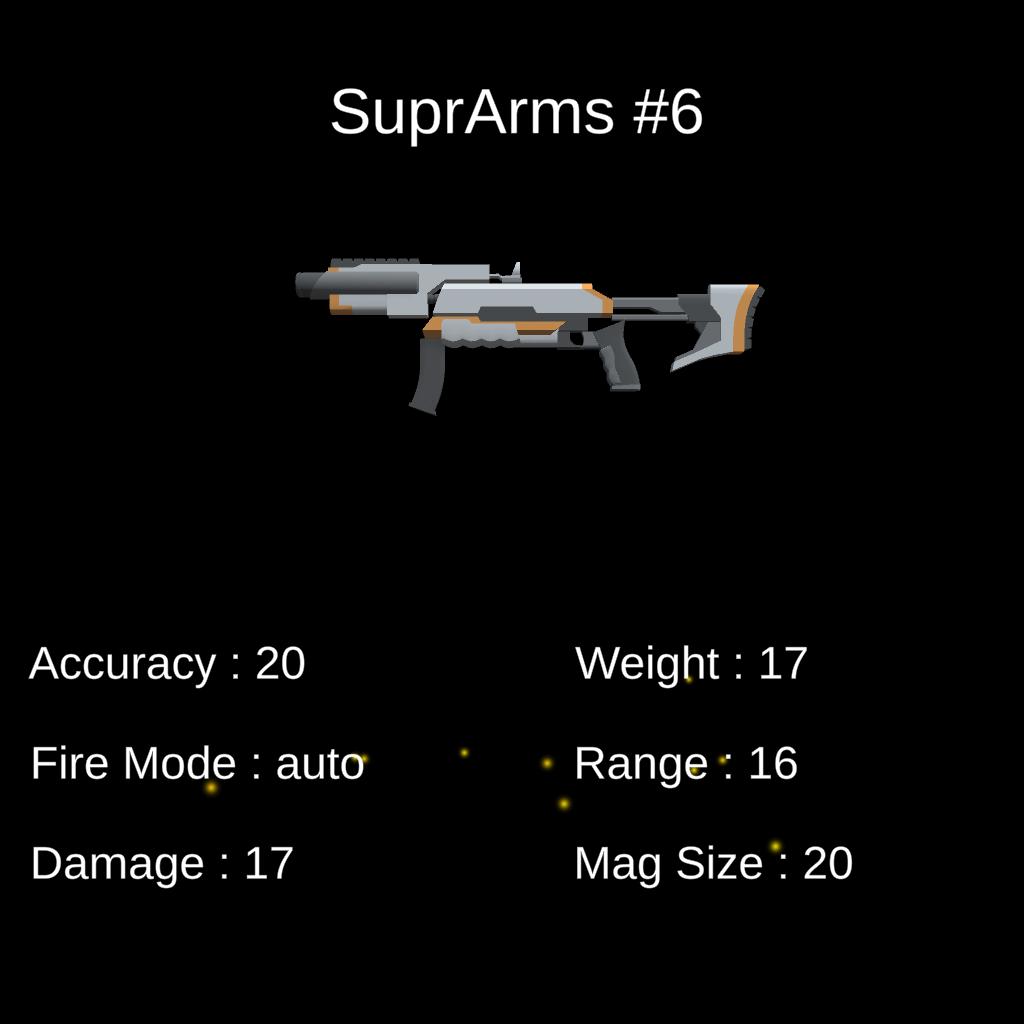 SuprArms #6
Accuracy : 20
Weight : 17
Fire Mode : auto
Range : 16
Damage : 17
Mag Size : 20